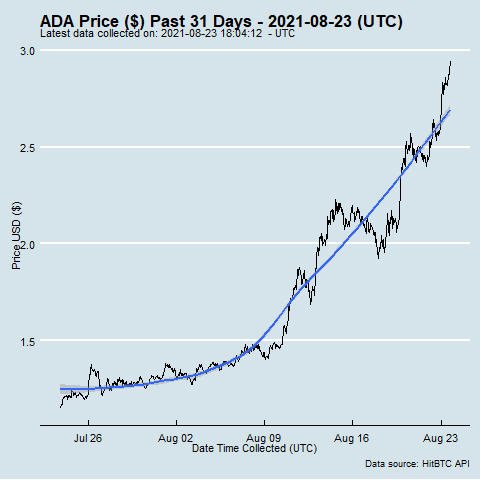 ADA Price ($) Past 31 Days - 2021-08-23 (UTC)
Latest data collected on: 2021-08-23 18:04:12 - UTC
3.0
2.5
2.0
1.5
Price USD ($)
Jul 26 Aug 02 Aug 09 Aug 16 Aug 23
Date Time Collected (UTC)
Data source: HitBTC API